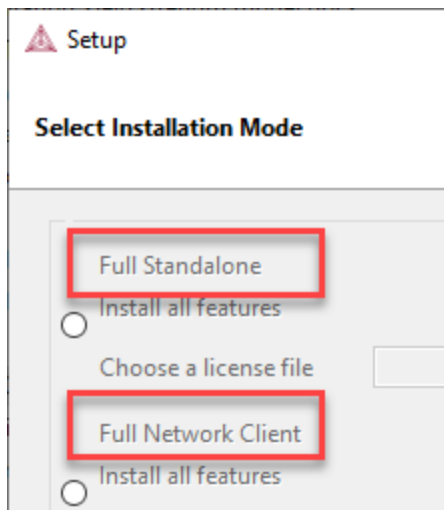 Setup
Select Installation Mode
Full Standalone
Install all features
Choose a license file
Full Network Client
Install all features